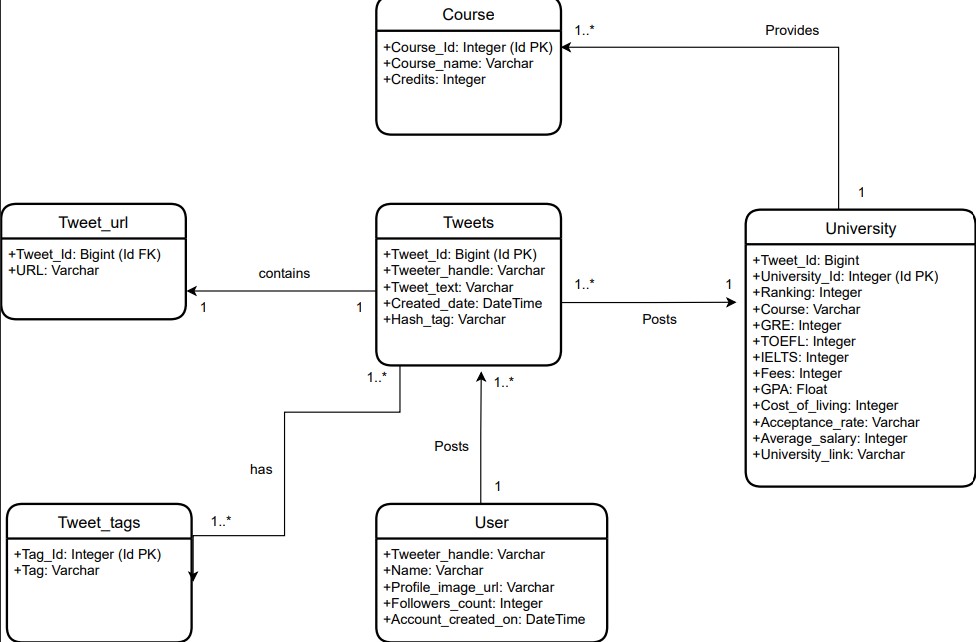 Course
+Course_Id: Integer (Id PK)
+Course_name: Varchar
+Credits: Integer
1..*
Provides
1
Tweet_url
+Tweet_Id: Bigint (Id FK)
+URL: Varchar
contains
1
1
Tweets
+Tweet_Id: Bigint (Id PK)
+Tweeter_handle: Varchar
+Tweet_text: Varchar
+Created_date: DateTime
+Hash_tag: Varchar
1..*
1
Posts
University
+Tweet_Id: Bigint
+University_Id: Integer (Id PK)
+Ranking: Integer
+Course: Varchar
+GRE: Integer
+TOEFL: Integer
+IELTS: Integer
+Fees: Integer
+GPA: Float
+Cost_of_living: Integer
+Acceptance_rate: Varchar
+Average_salary: Integer
+University_link: Varchar
1..*
1..*
Posts
has
1
1..*
Tweet_tags
+Tag_Id: Integer (Id PK)
+Tag: Varchar
User
+Tweeter_handle: Varchar
+Name: Varchar
+Profile_image_url: Varchar
+Followers_count: Integer
+Account_created_on: DateTime